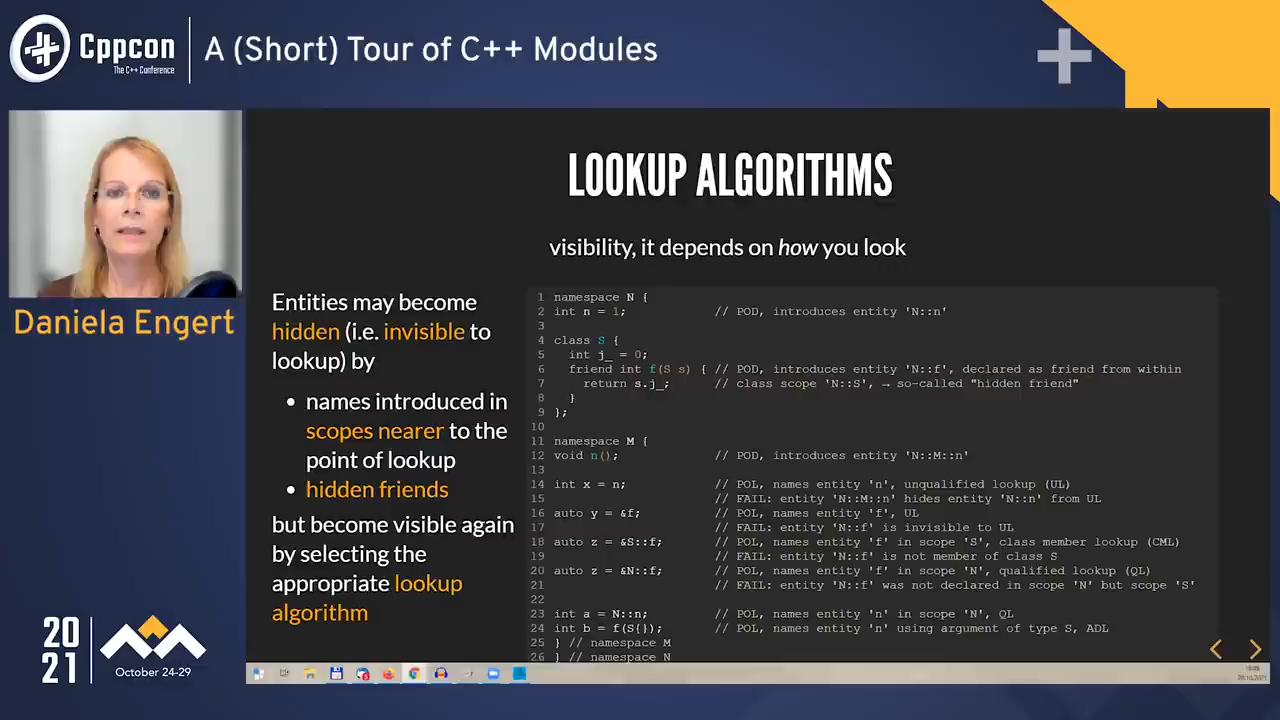 Cppcon
The C++ Conference
A (Short) Tour of C++ Modules
Daniela Engert
20
21
October 24-29
LOOKUP ALGORITHMS
visibility, it depends on how you look
Entities may become
hidden (i.e. invisible to
lookup) by
• names introduced in
scopes nearer to the
point of lookup
• hidden friends
but become visible again
by selecting the
appropriate lookup
algorithm
1 namespace N {
2 int n = 1; // POD, introduces entity 'N::n'
3
4 class S {
5 int j_ = 0;
6 friend int f(S s) { // POD, introduces entity 'N::f', declared as friend from within
7 return s.j_; // class scope 'N::S', → so-called "hidden friend"
8 }
9 };
10
11 namespace M {
12 void n(); // POD, introduces entity 'N::M::n'
13
14 int x = n; // POL, names entity 'n', unqualified lookup (UL)
15 // FAIL: entity 'N::M::n' hides entity 'N::n' from UL
16 auto y = &f; // POL, names entity 'f', UL
17 // FAIL: entity 'N::f' is invisible to UL
18 auto z = &S::f; // POL, names entity 'f' in scope 'S', class member lookup (CML)
19 // FAIL: entity 'N::f' is not member of class S
20 auto z = &N::f; // POL, names entity 'f' in scope 'N', qualified lookup (QL)
21 // FAIL: entity 'N::f' was not declared in scope 'N' but scope 'S'
22
23 int a = N::n; // POL, names entity 'n' in scope 'N', QL
24 int b = f(S{}); // POL, names entity 'n' using argument of type S, ADL
25 } // namespace M
26 } // namespace N